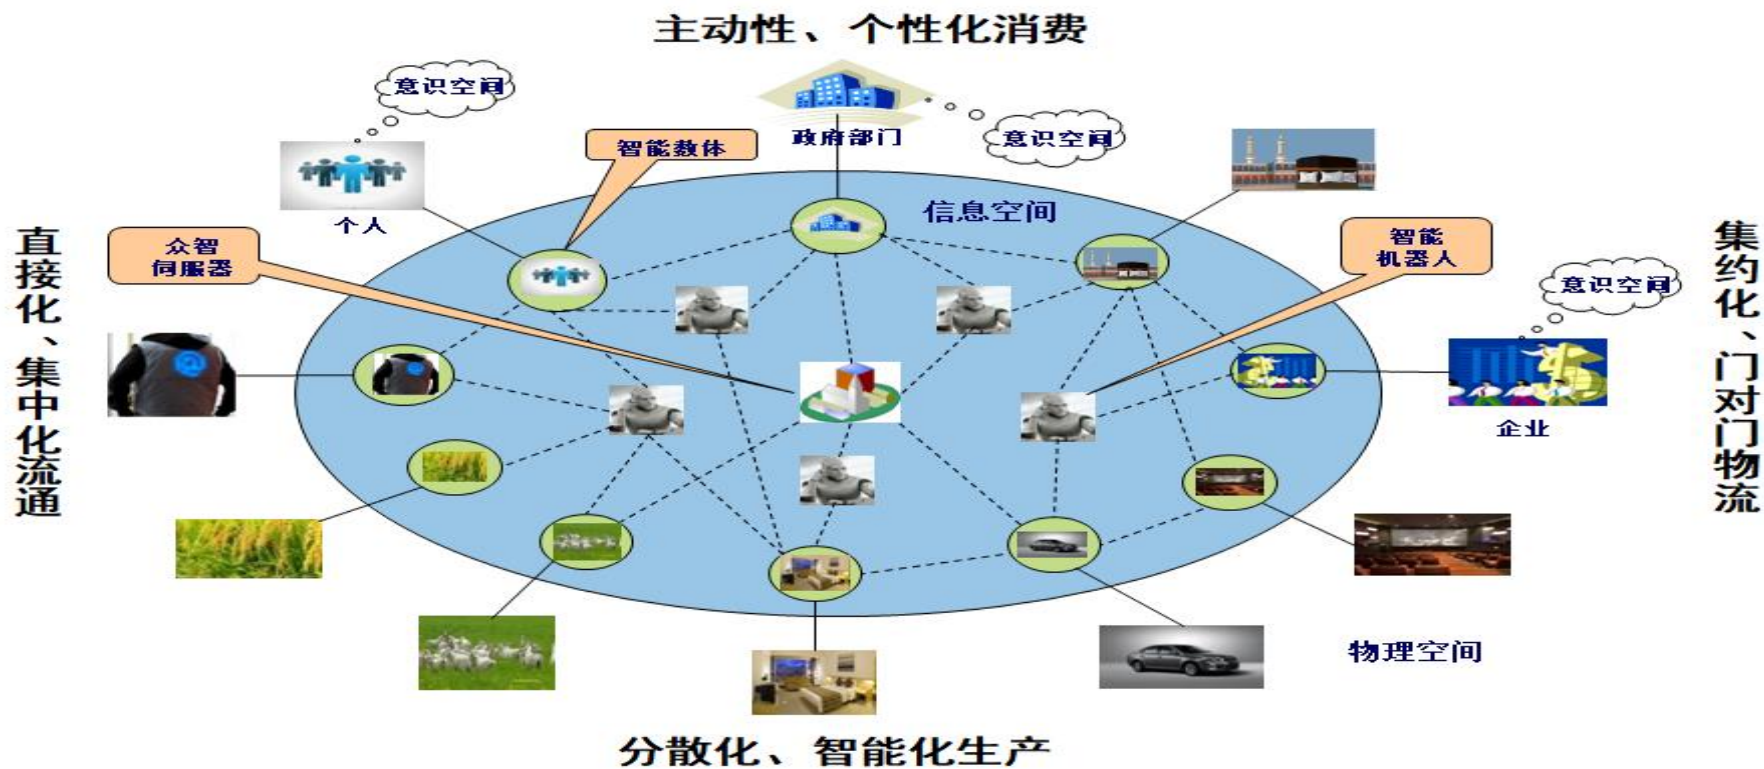 主动性、个性化消费
意识空间
政府部门
意识空间
智能数体
个人
信息空间
众智
伺服器
智能
机器人
意识空间
企业
直接化、集中化流通
集约化、门对门物流
物理空间
分散化、智能化生产